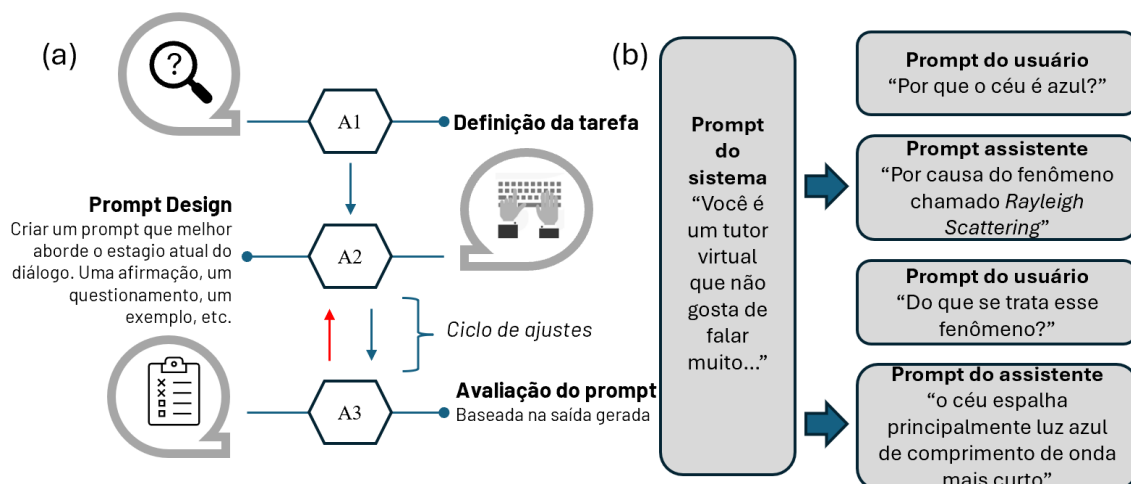 (a)
?
A1
Definição da tarefa
Prompt Design
Criar um prompt que melhor
aborde o estagio atual do
diálogo. Uma afirmação, um
questionamento, um
exemplo, etc.
A2
Ciclo de ajustes
A3
Avaliação do prompt
Baseada na saída gerada
(b)
Prompt
do
sistema
“Você é
um tutor
virtual
que não
gosta de
falar
muito...”
Prompt do usuário
“Por que o céu é azul?”
Prompt assistente
“Por causa do fenômeno
chamado Rayleigh
Scattering”
Prompt do usuário
“Do que se trata esse
fenômeno?”
Prompt do assistente
“o céu espalha
principalmente luz azul
de comprimento de onda
mais curto”